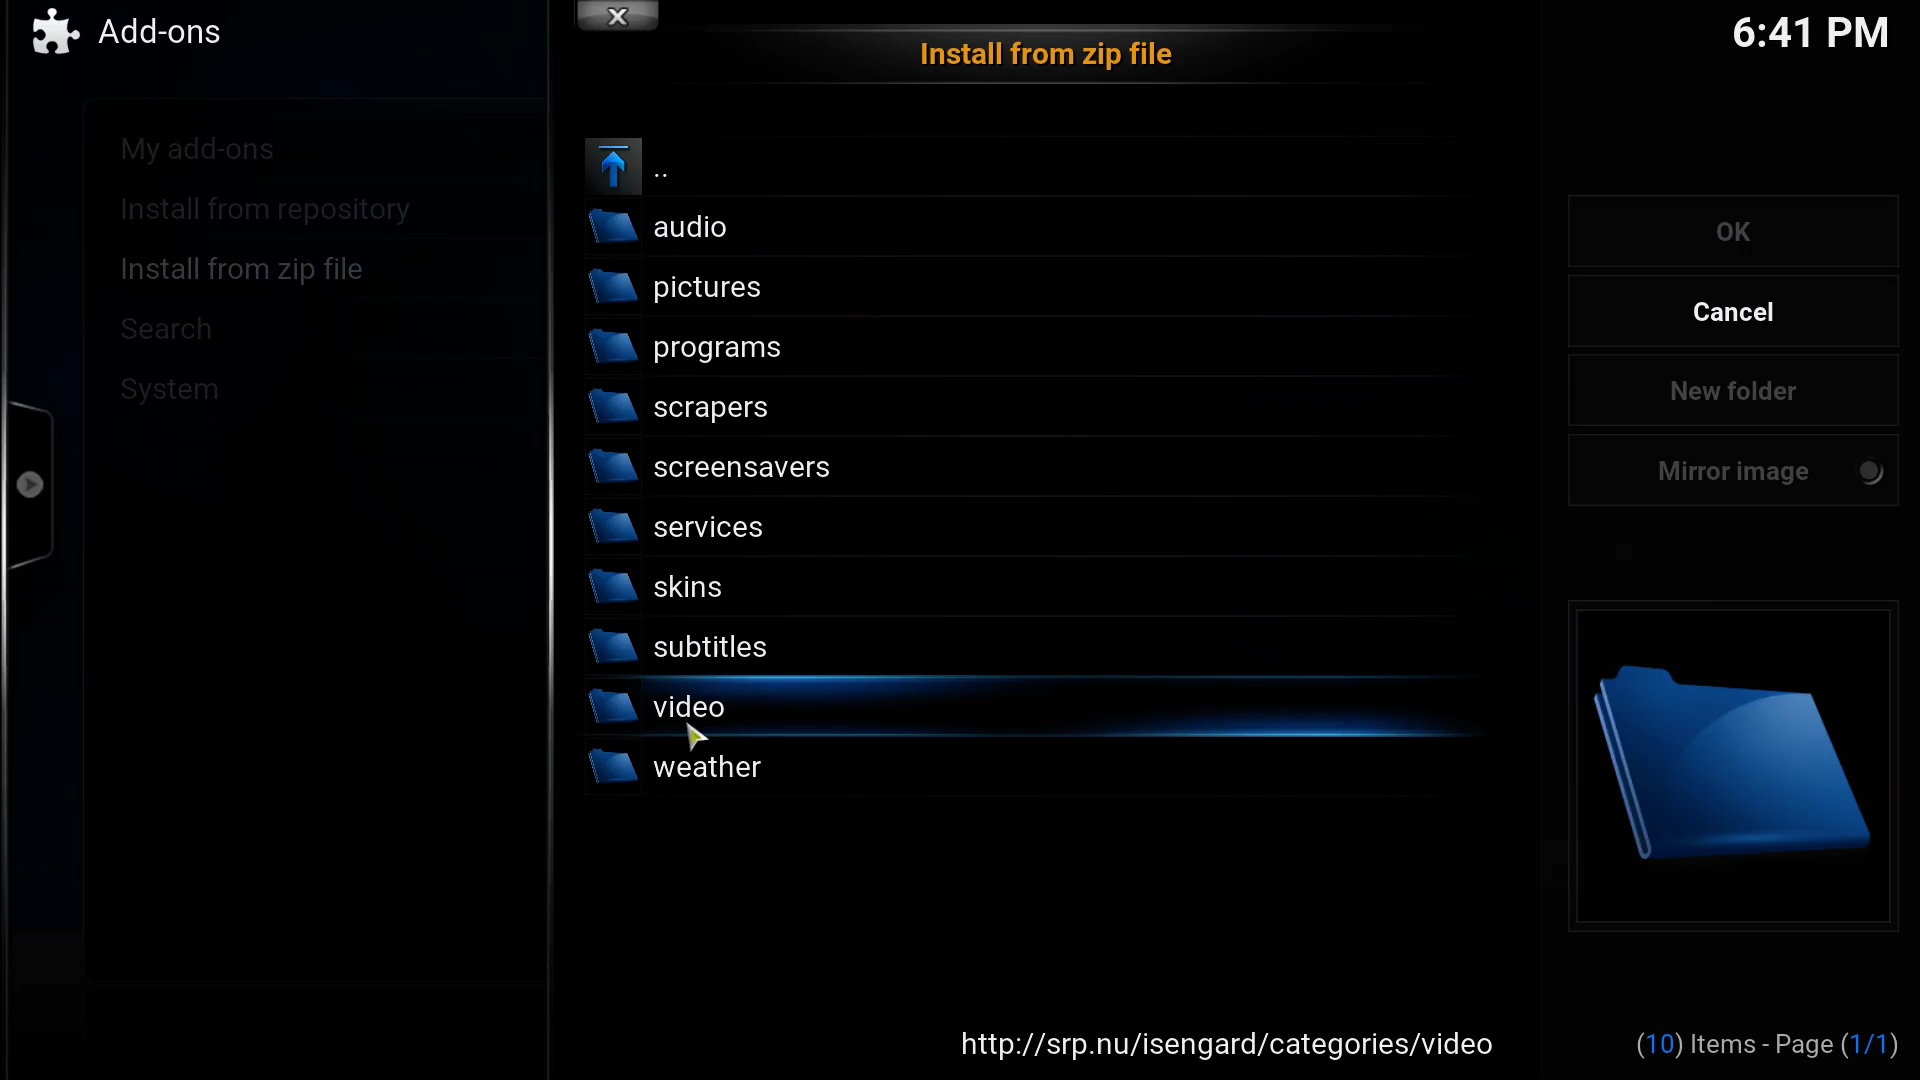 Add-ons
X
Install from zip file
6:41 PM
My add-ons
Install from repository
Install from zip file
Search
System
..
audio
pictures
programs
scrapers
screensavers
services
skins
subtitles
video
weather
OK
Cancel
New folder
Mirror image
http://srp.nu/isengard/categories/video
(10) Items - Page (1/1)